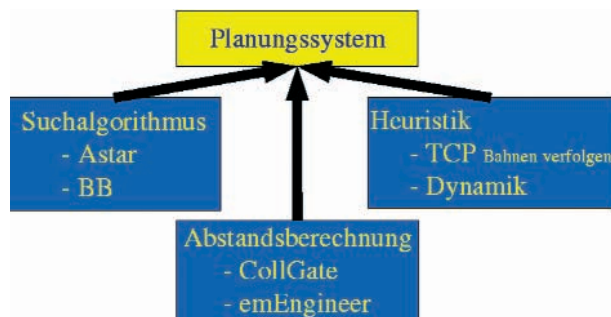 Planungssystem
Suchalgorithmus
- Astar
- BB
Heuristik
- TCP Bahnen verfolgen
- Dynamik
Abstandsberechnung
- CollGate
- emEngineer